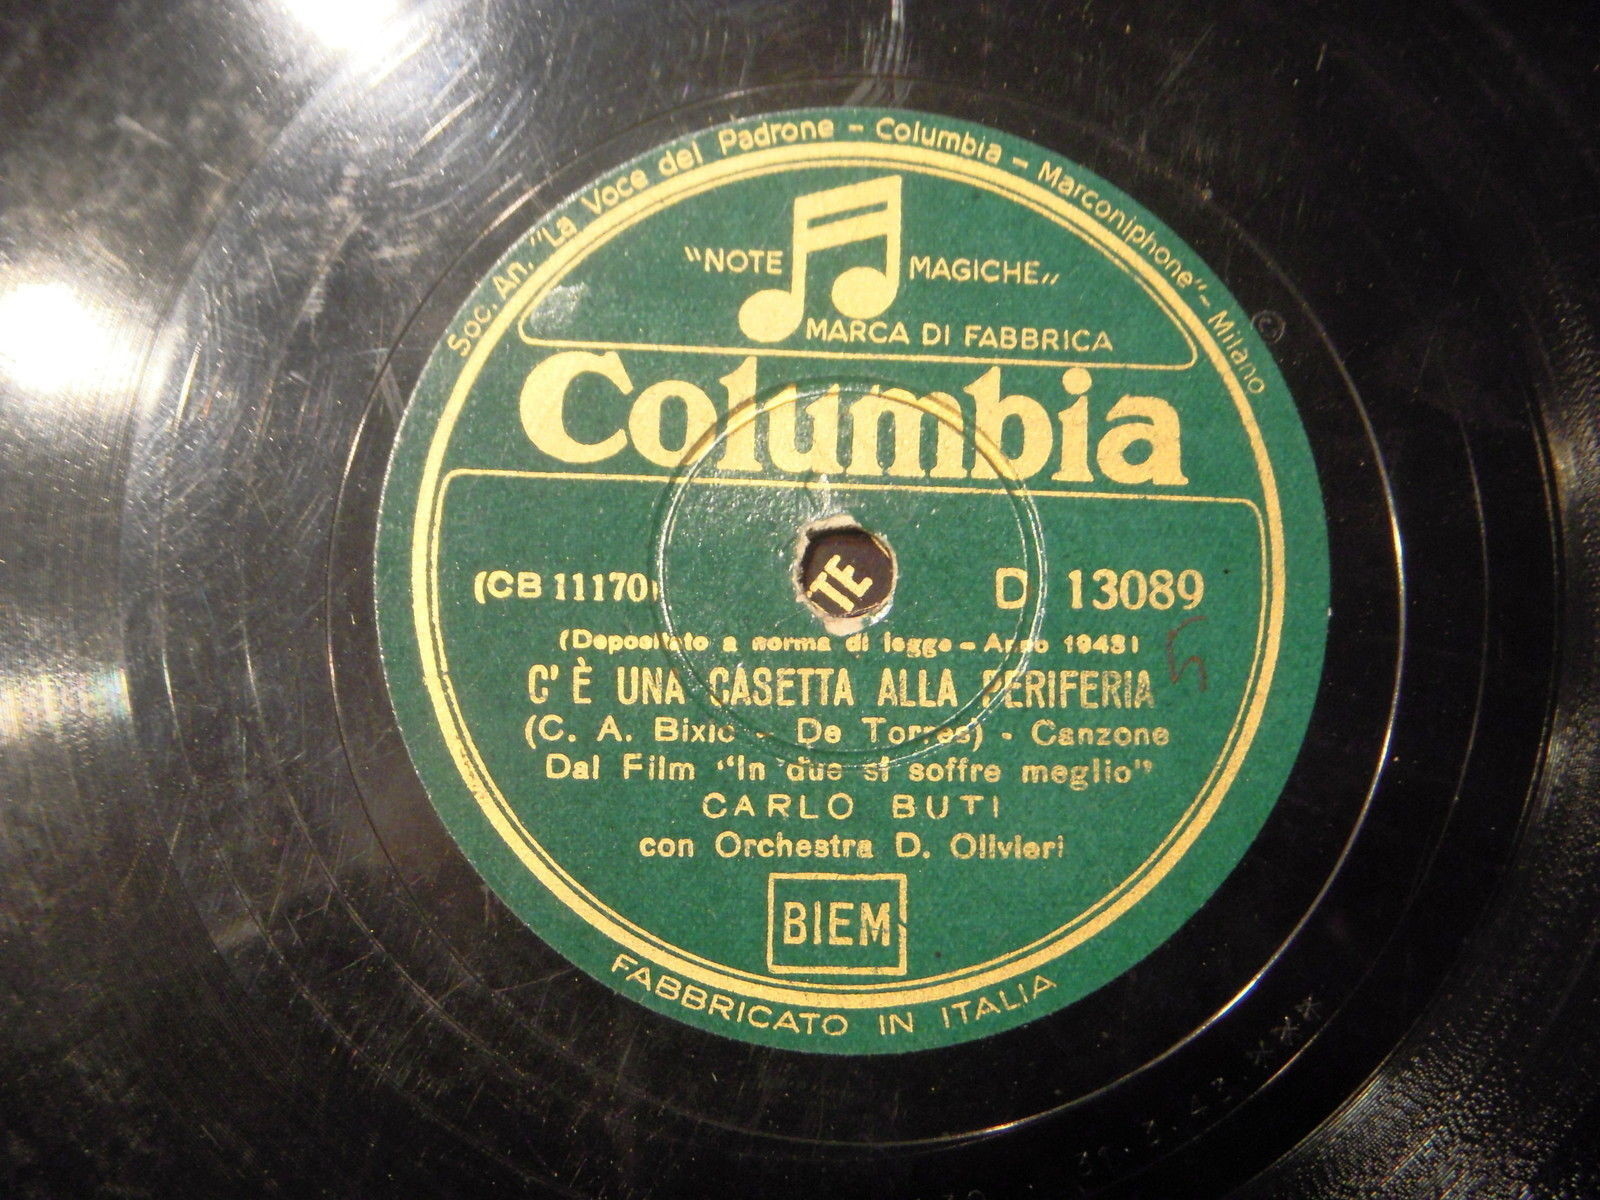 Soc. An. "La Voce del Padrone - Columbia - Marconiphone" - Milano
"NOTE MAGICHE"
MARCA DI FABBRICA
Columbia
(CB 11170) D 13089
(Depositato a norma di legge - Anno 1943)
C'È UNA CASETTA ALLA PERIFERIA
(C. A. Bixio - De Torres) - Canzone
Dal Film "In due si soffre meglio"
CARLO BUTI
con Orchestra D. Olivieri
BIEM
FABBRICATO IN ITALIA
TE